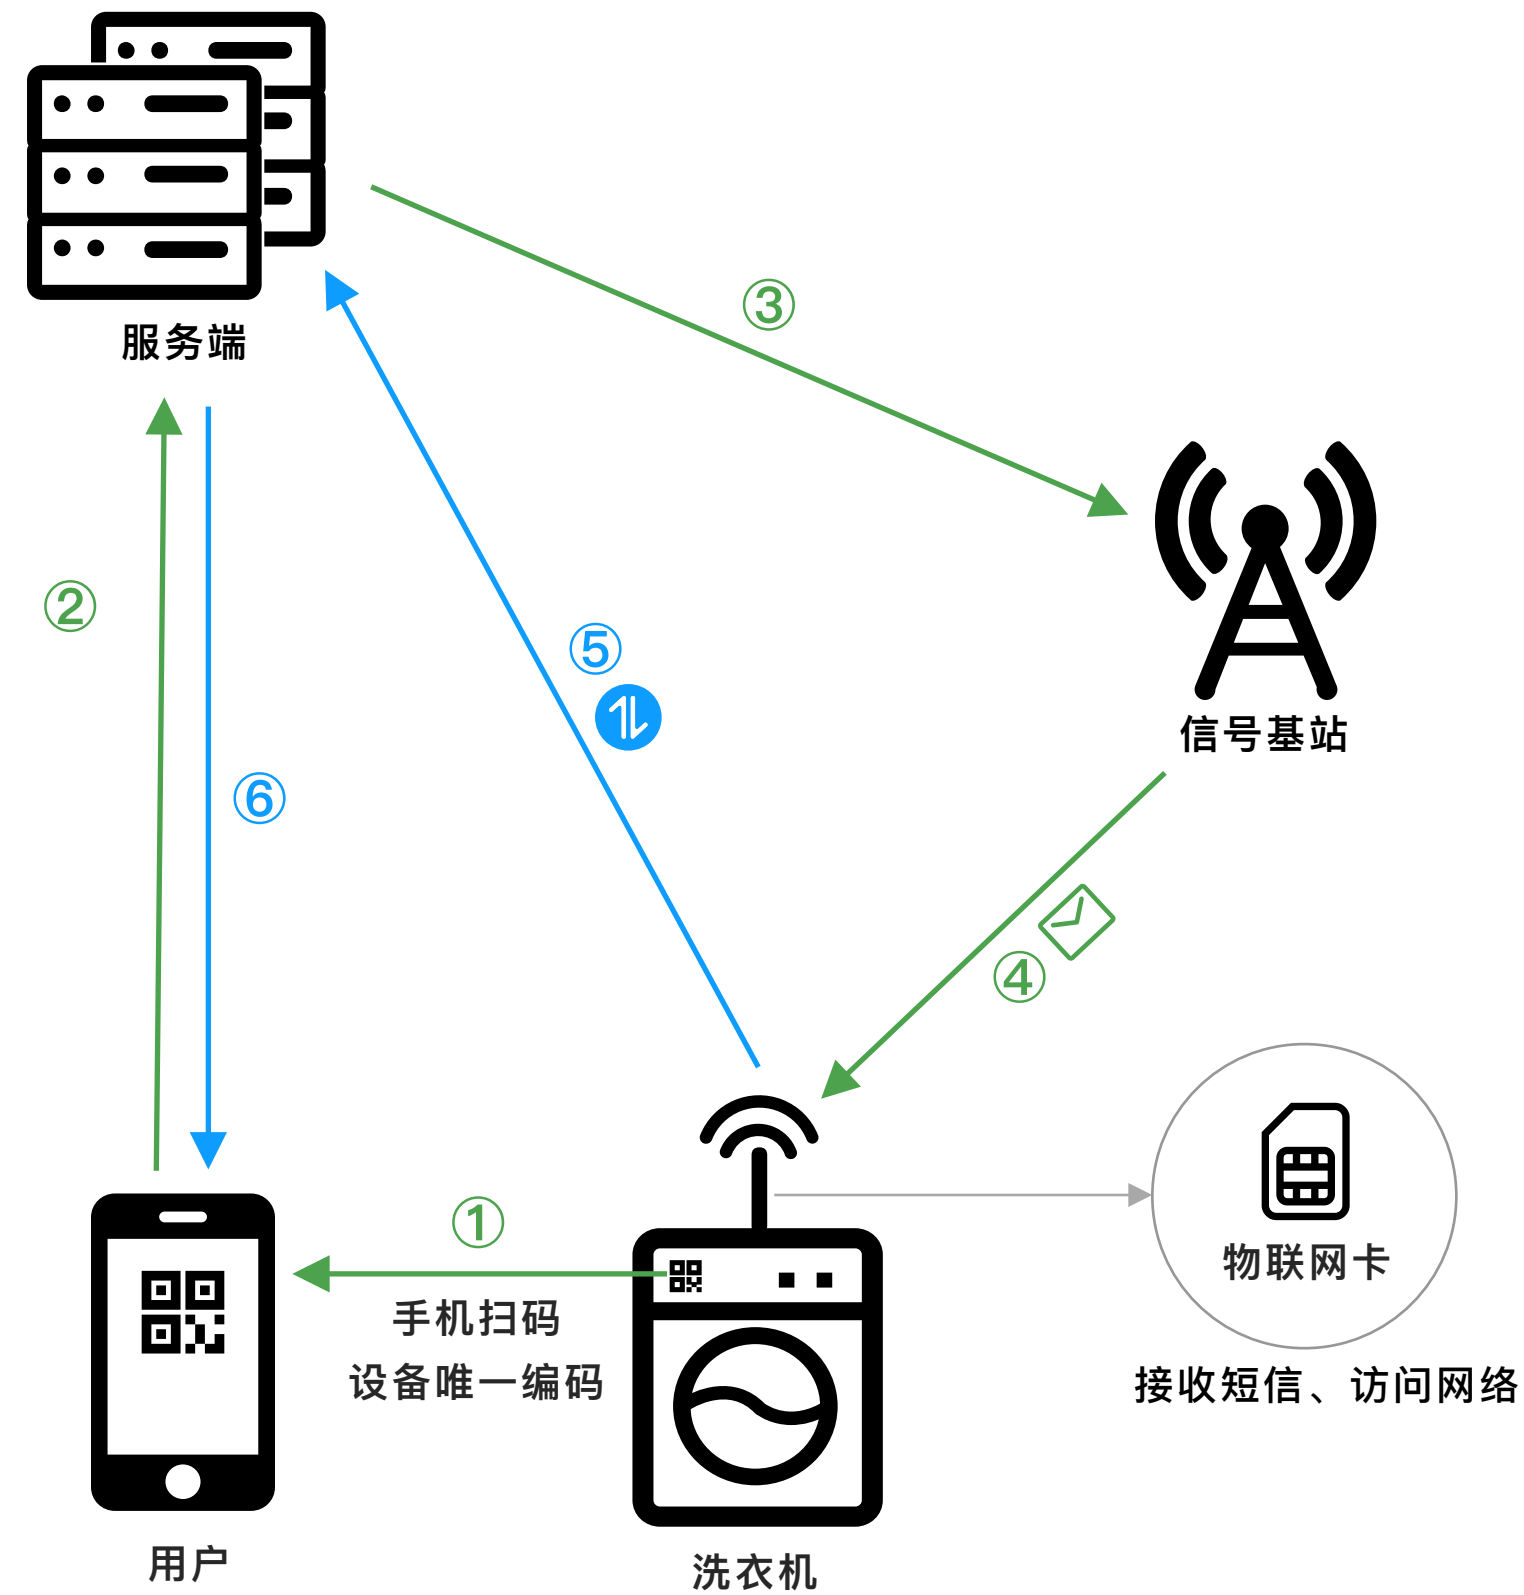 服务端
③
②
⑤
信号基站
⑥
④
①
物联网卡
手机扫码
设备唯一编码
接收短信、访问网络
用户
洗衣机